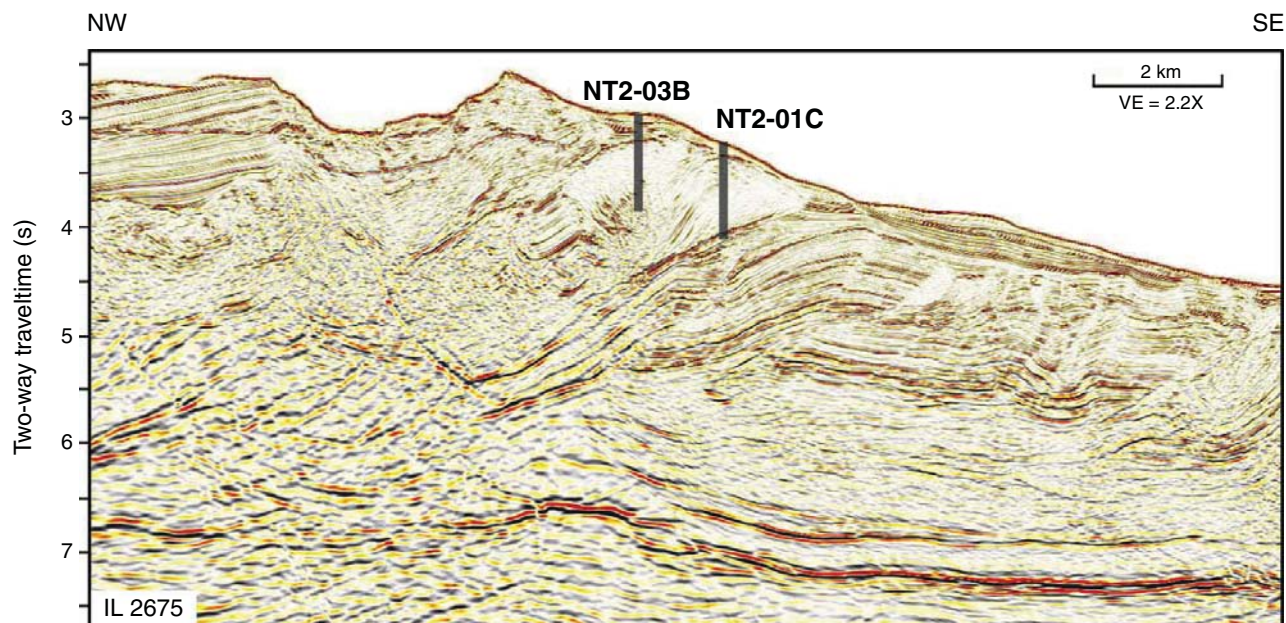 NW
SE
2 km
VE = 2.2X
NT2-03B
NT2-01C
3
4
5
6
7
Two-way traveltime (s)
IL 2675